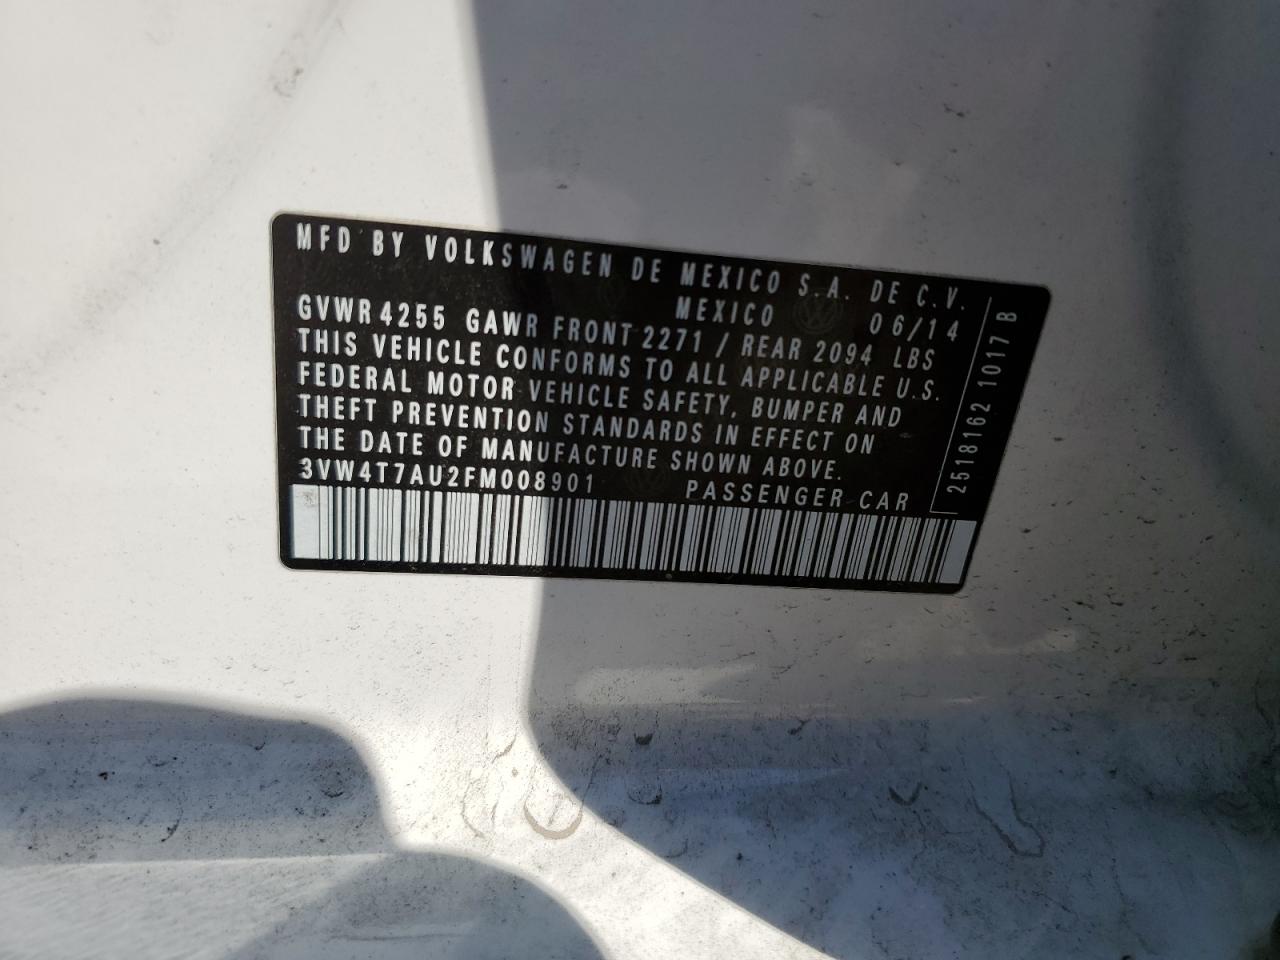 MFD BY VOLKSWAGEN DE MEXICO S.A. DE C.V.
MEXICO 06/14
GVWR 4255 GAWR FRONT 2271 / REAR 2094 LBS
THIS VEHICLE CONFORMS TO ALL APPLICABLE U.S.
FEDERAL MOTOR VEHICLE SAFETY, BUMPER AND
THEFT PREVENTION STANDARDS IN EFFECT ON
THE DATE OF MANUFACTURE SHOWN ABOVE.
3VW4T7AU2FM008901 PASSENGER CAR
2518162 1017 B